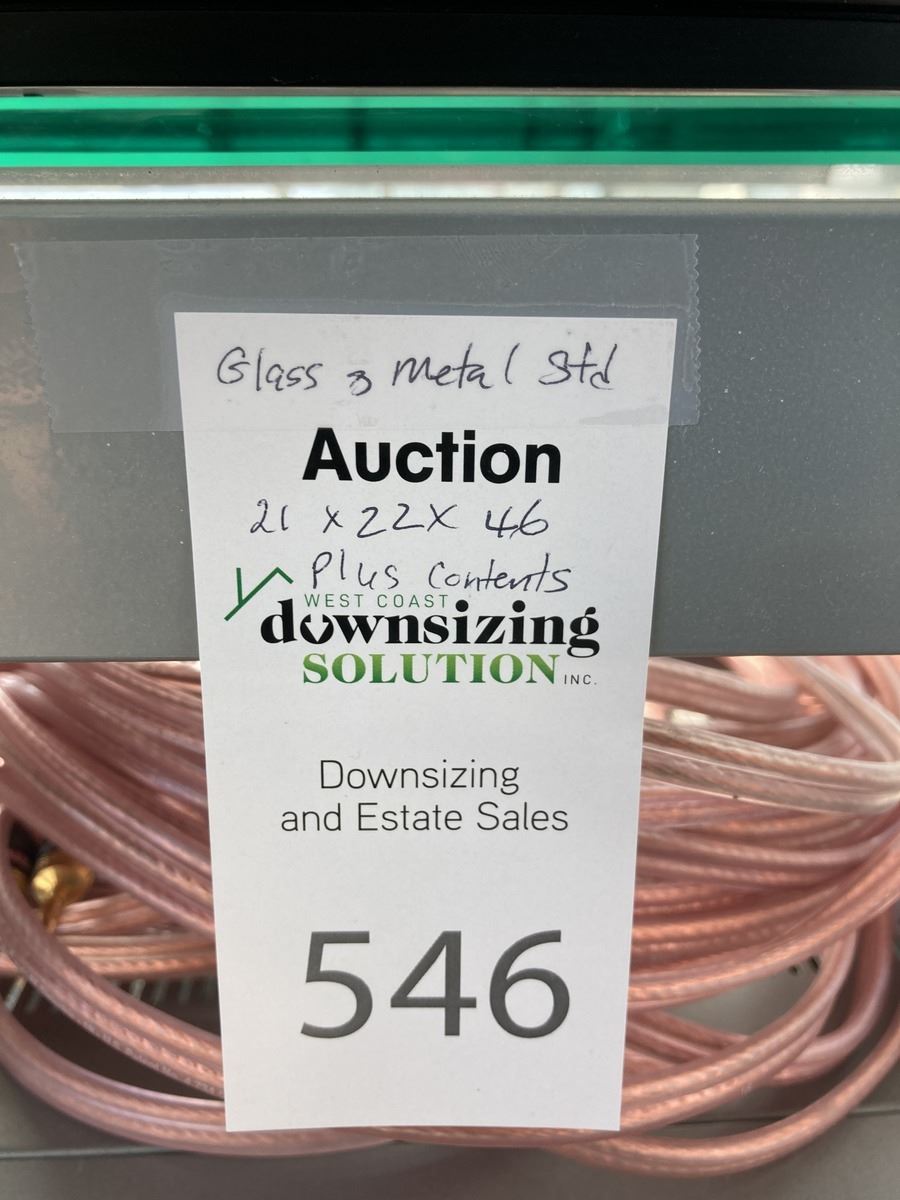 Glass & Metal Std
Auction
21 x 22 x 46
Plus Contents
WEST COAST
downsizing
SOLUTION INC.
Downsizing
and Estate Sales
546